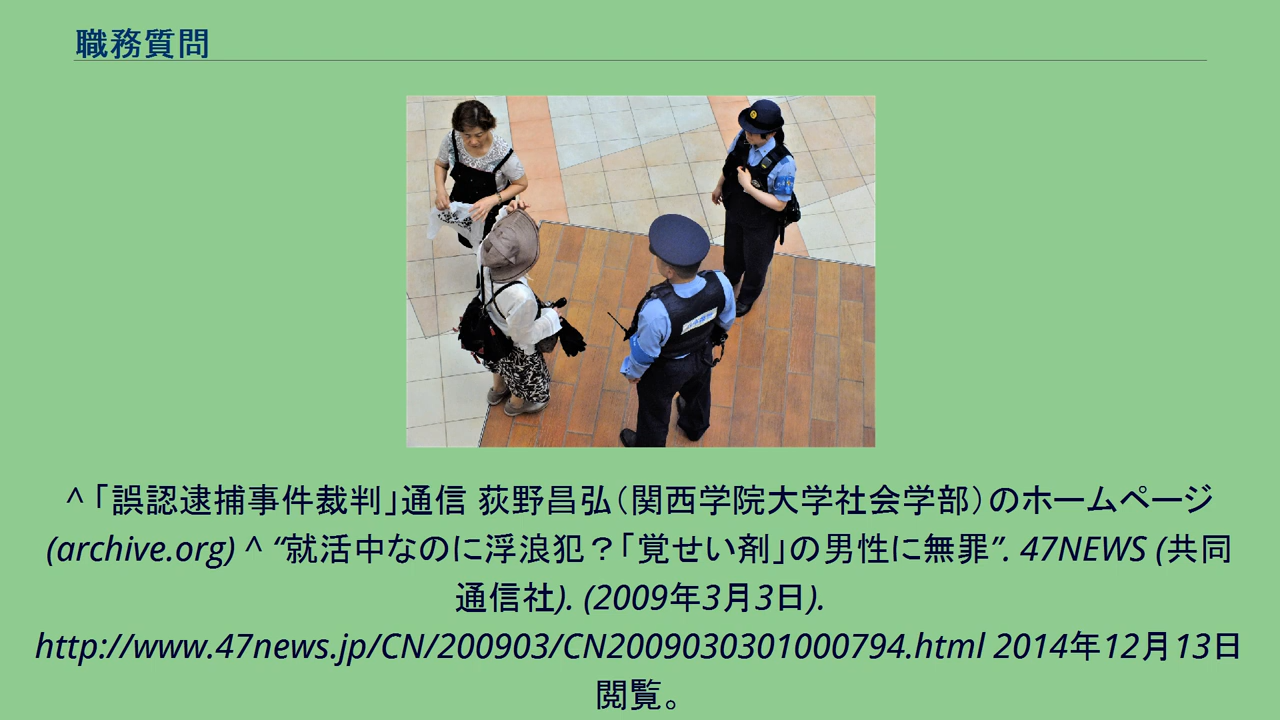 職務質問
^ 「誤認逮捕事件裁判」通信 荻野昌弘（関西学院大学社会学部）のホームページ
(archive.org) ^ “就活中なのに浮浪犯？「覚せい剤」の男性に無罪”. 47NEWS (共同
通信社). (2009年3月3日).
http://www.47news.jp/CN/200903/CN2009030301000794.html 2014年12月13日
閲覧。